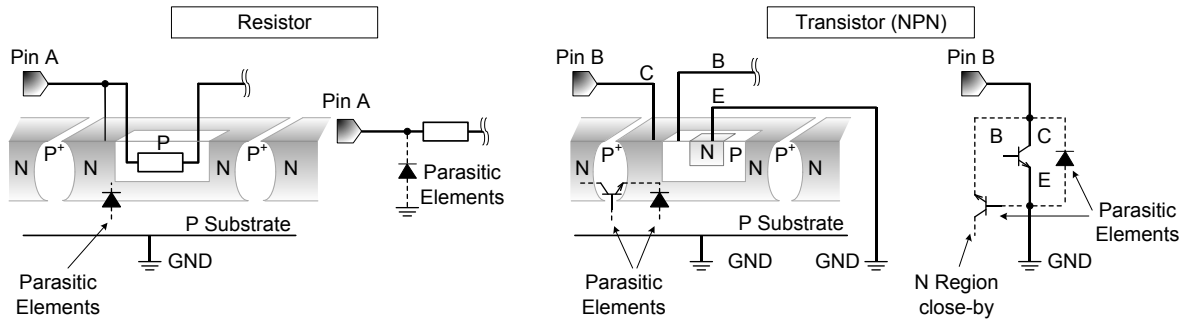 Resistor
Pin A
P
N
P+
N
N
P+
N
P Substrate
GND
Parasitic
Elements
Pin A
Parasitic
Elements
Transistor (NPN)
Pin B
C
B
E
N
P+
N
N
P
N
P+
N
P Substrate
GND
GND
Parasitic
Elements
Pin B
B
C
E
Parasitic
Elements
GND
N Region
close-by